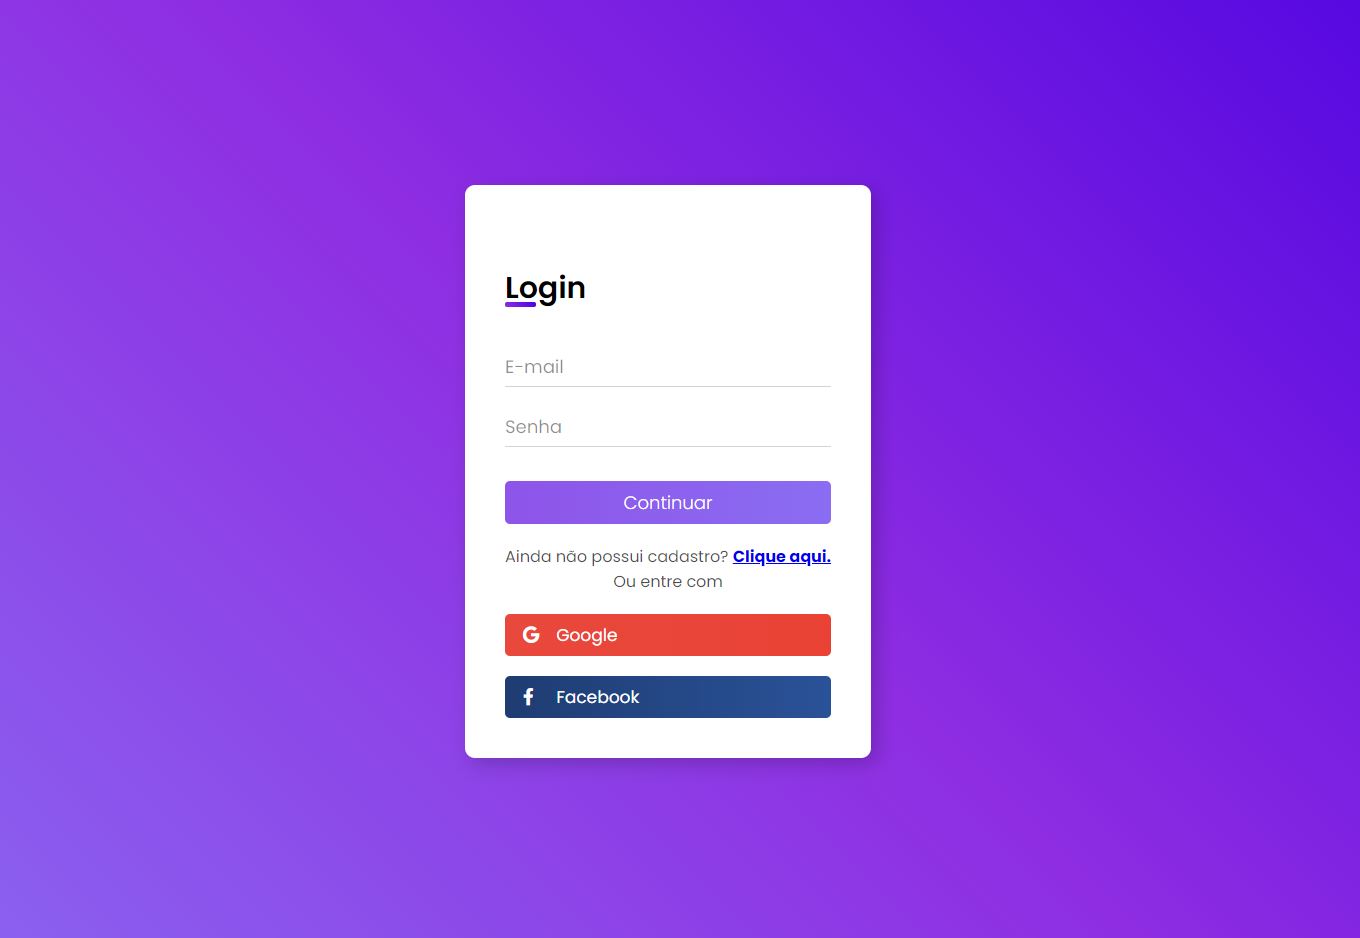 Login
E-mail
Senha
Continuar
Ainda não possui cadastro? Clique aqui.
Ou entre com
Google
Facebook